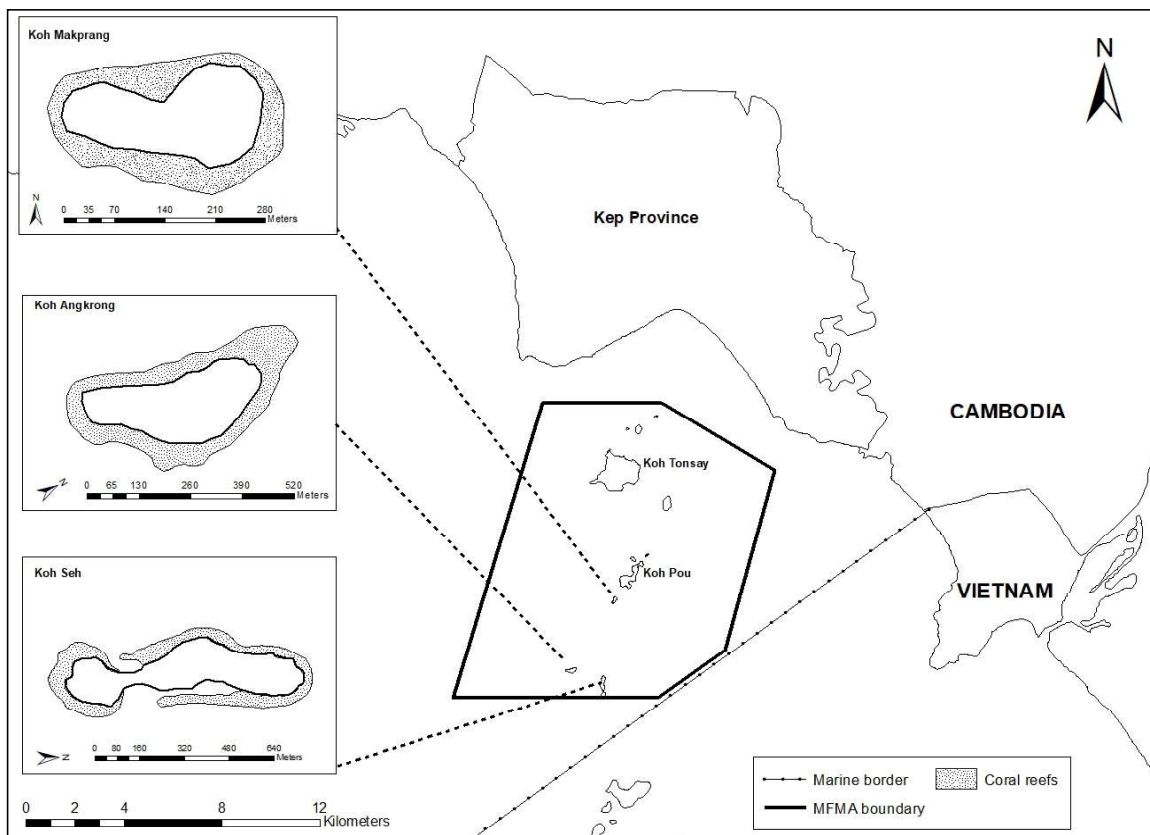 Koh Makprang
N
0 35 70 140 210 280
Meters
Koh Angkrong
N
0 65 130 260 390 520
Meters
Koh Seh
N
0 80 160 320 480 640
Meters
0 1 2 4 8 12
Kilometers
N
Kep Province
CAMBODIA
Koh Tonsay
Koh Pou
VIETNAM
Marine border
Coral reefs
MFMA boundary